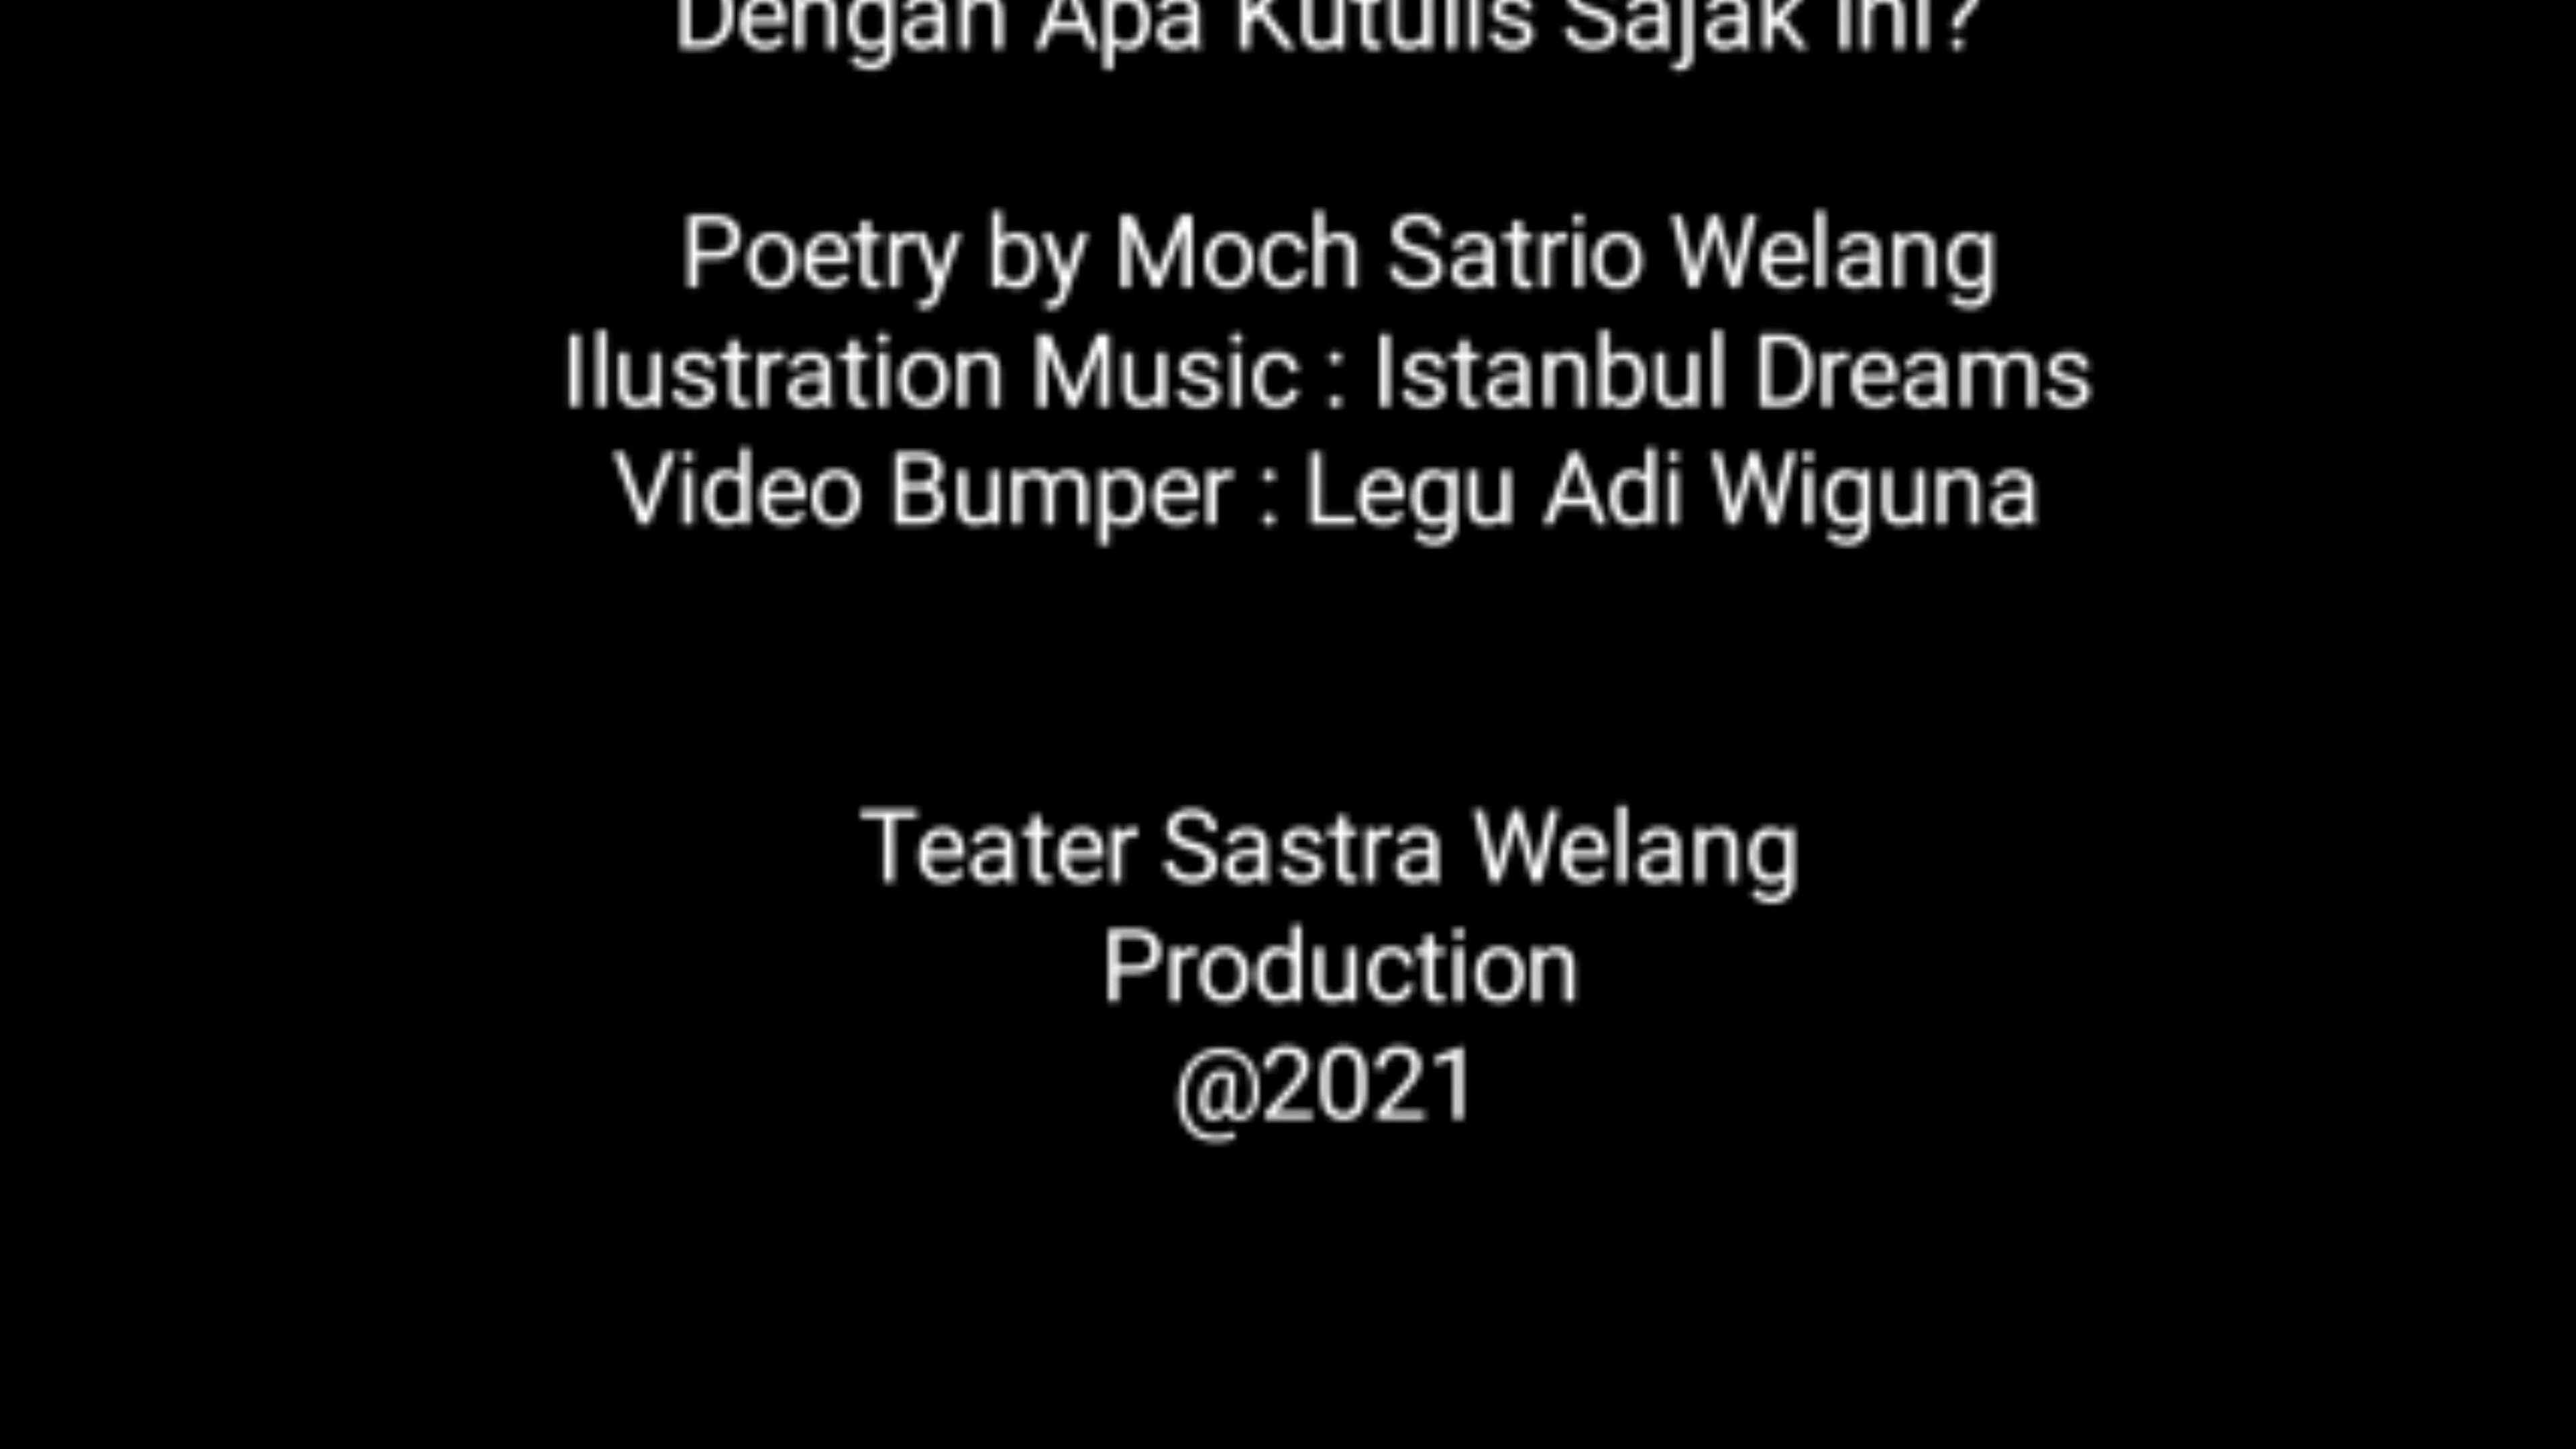 Dengan Apa Kutulis Sajak Ini?
Poetry by Moch Satrio Welang
Ilustration Music : Istanbul Dreams
Video Bumper : Legu Adi Wiguna
Teater Sastra Welang
Production
@2021